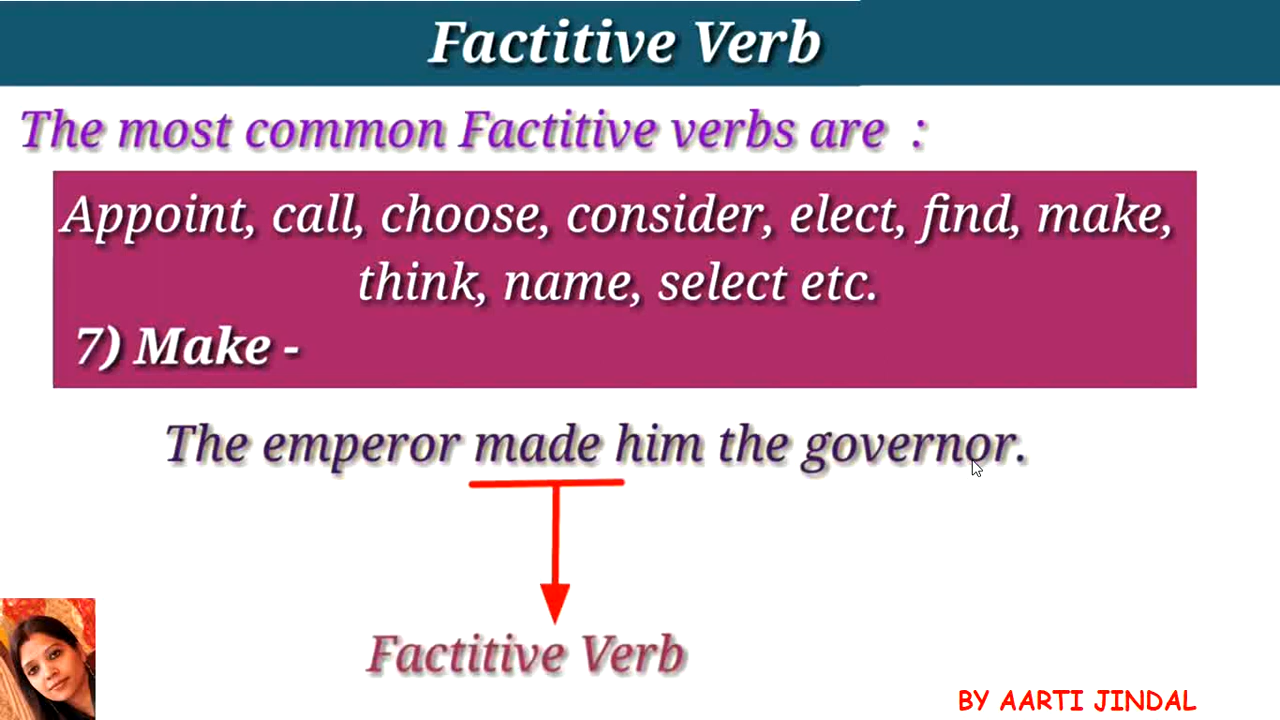 Factitive Verb
The most common Factitive verbs are :
Appoint, call, choose, consider, elect, find, make,
think, name, select etc.
7) Make -
The emperor made him the governor.
Factitive Verb
BY AARTI JINDAL